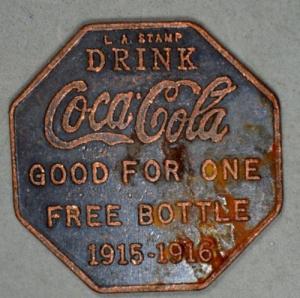 L.A. STAMP
DRINK
Coca-Cola
GOOD FOR ONE
FREE BOTTLE
1915-1916